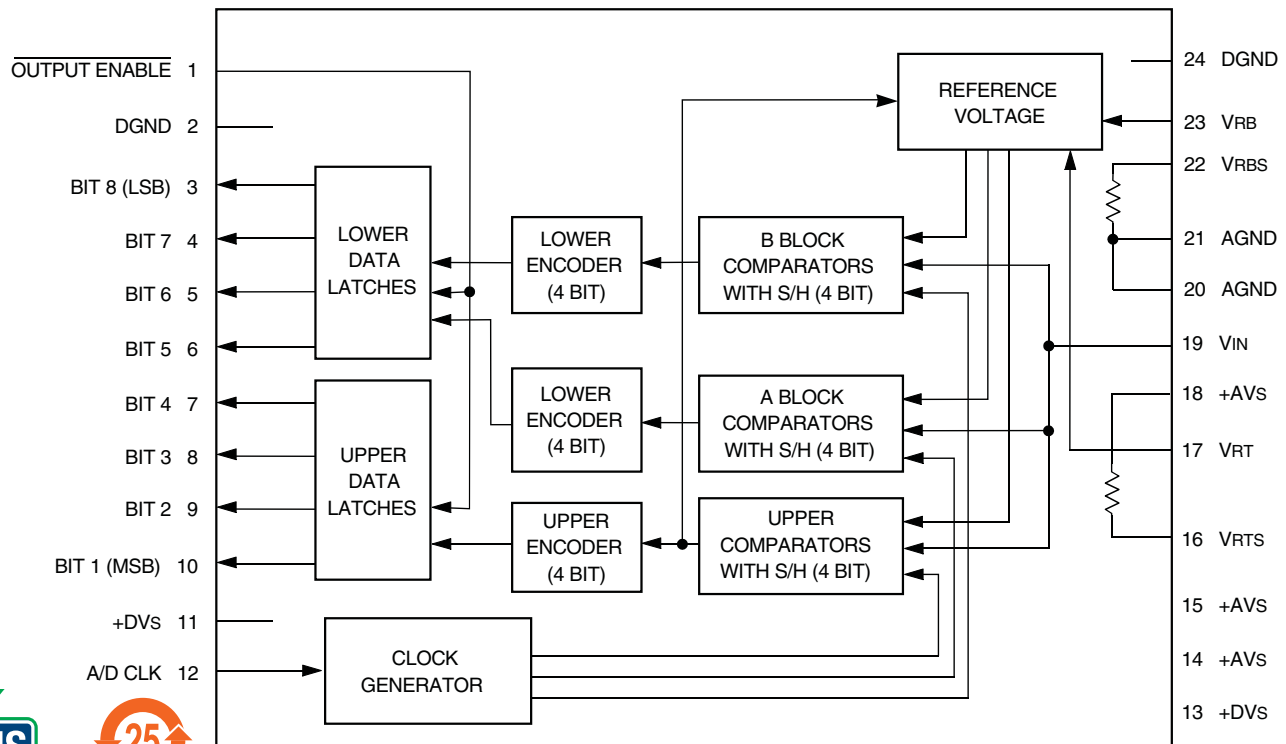 OUTPUT ENABLE 1
DGND 2
BIT 8 (LSB) 3
BIT 7 4
BIT 6 5
BIT 5 6
BIT 4 7
BIT 3 8
BIT 2 9
BIT 1 (MSB) 10
+DVS 11
A/D CLK 12
LOWER
DATA
LATCHES
UPPER
DATA
LATCHES
LOWER
ENCODER
(4 BIT)
LOWER
ENCODER
(4 BIT)
UPPER
ENCODER
(4 BIT)
CLOCK
GENERATOR
REFERENCE
VOLTAGE
B BLOCK
COMPARATORS
WITH S/H (4 BIT)
A BLOCK
COMPARATORS
WITH S/H (4 BIT)
UPPER
COMPARATORS
WITH S/H (4 BIT)
24 DGND
23 VRB
22 VRBS
21 AGND
20 AGND
19 VIN
18 +AVS
17 VRT
16 VRTS
15 +AVS
14 +AVS
13 +DVS
25